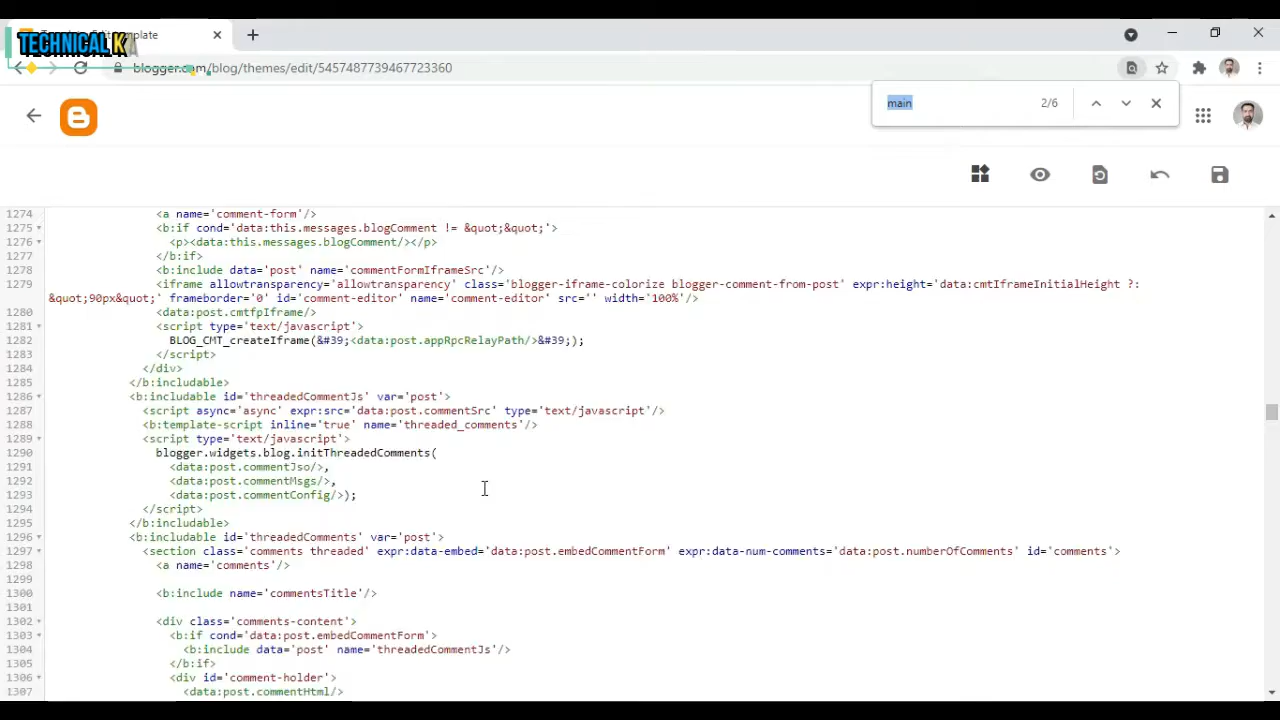 TECHNICAL K
blogger.com/blog/themes/edit/5457487739467723360
main 2/6
1274 <a name='comment-form'/>
1275 <b:if cond='data:this.messages.blogComment != &quot;&quot;'>
1276 <p><data:this.messages.blogComment/></p>
1277 </b:if>
1278 <b:include data='post' name='commentFormIframeSrc'/>
1279 <iframe allowtransparency='allowtransparency' class='blogger-iframe-colorize blogger-comment-from-post' expr:height='data:cmtIframeInitialHeight ?:
&quot;90px&quot;' frameborder='0' id='comment-editor' name='comment-editor' src='' width='100%'/>
1280 <data:post.cmtfpIframe/>
1281 <script type='text/javascript'>
1282 BLOG_CMT_createIframe(&#39;<data:post.appRpcRelayPath/>&#39;);
1283 </script>
1284 </div>
1285 </b:includable>
1286 <b:includable id='threadedCommentJs' var='post'>
1287 <script async='async' expr:src='data:post.commentSrc' type='text/javascript'/>
1288 <b:template-script inline='true' name='threaded_comments'/>
1289 <script type='text/javascript'>
1290 blogger.widgets.blog.initThreadedComments(
1291 <data:post.commentJso/>,
1292 <data:post.commentMsgs/>,
1293 <data:post.commentConfig/>);
1294 </script>
1295 </b:includable>
1296 <b:includable id='threadedComments' var='post'>
1297 <section class='comments threaded' expr:data-embed='data:post.embedCommentForm' expr:data-num-comments='data:post.numberOfComments' id='comments'>
1298 <a name='comments'/>
1299
1300 <b:include name='commentsTitle'/>
1301
1302 <div class='comments-content'>
1303 <b:if cond='data:post.embedCommentForm'>
1304 <b:include data='post' name='threadedCommentJs'/>
1305 </b:if>
1306 <div id='comment-holder'>
1307 <data:post.commentHtml/>